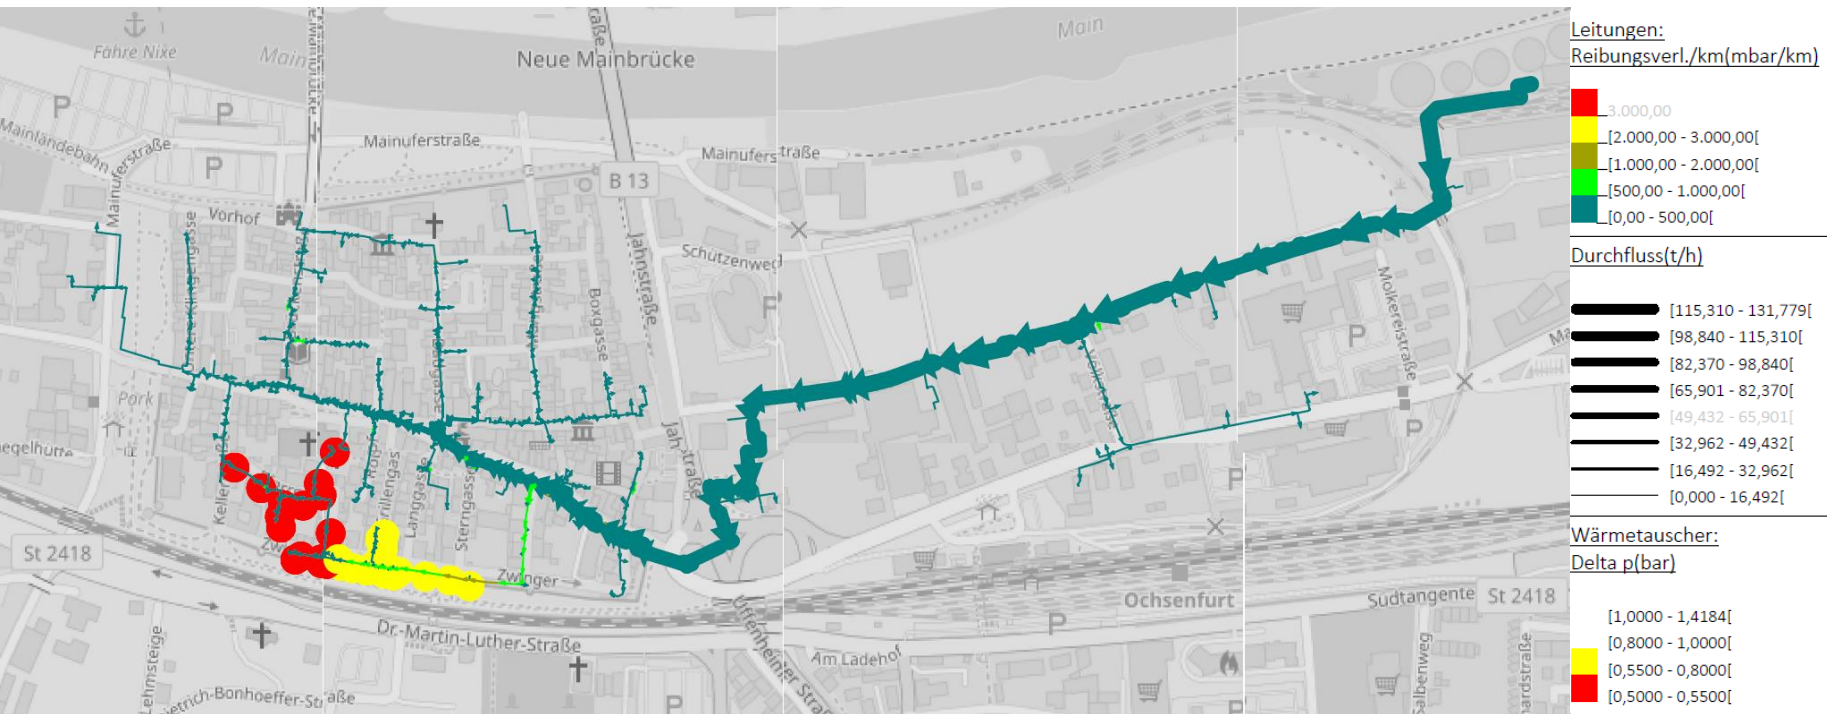 Fähre Nixe
Main
Neue Mainbrücke
Main
P
P
P
Mainländebahn
Mainuferstraße
Mainuferstraße
Mainufers
traße
B 13
Vorhof
Mainuferstraße
Jahnstraße
Schützenweg
P
Boxgasse
Molkereistraße
P
Park
Jahnstraße
P
Langgasse
Sterngasse
St 2418
Zwinger
Dr.-Martin-Luther-Straße
Uffenheiner Straße
Ochsenfurt
P
Südtangente
St 2418
Am Ladehof
Lehmsteige
P
Leitungen:
Reibungsverl./km(mbar/km)
3.000,00
[2.000,00 - 3.000,00[
[1.000,00 - 2.000,00[
[500,00 - 1.000,00[
[0,00 - 500,00[
Durchfluss(t/h)
[115,310 - 131,779[
[98,840 - 115,310[
[82,370 - 98,840[
[65,901 - 82,370[
[49,432 - 65,901[
[32,962 - 49,432[
[16,492 - 32,962[
[0,000 - 16,492[
Wärmetauscher:
Delta p(bar)
[1,0000 - 1,4184[
[0,8000 - 1,0000[
[0,5500 - 0,8000[
[0,5000 - 0,5500[